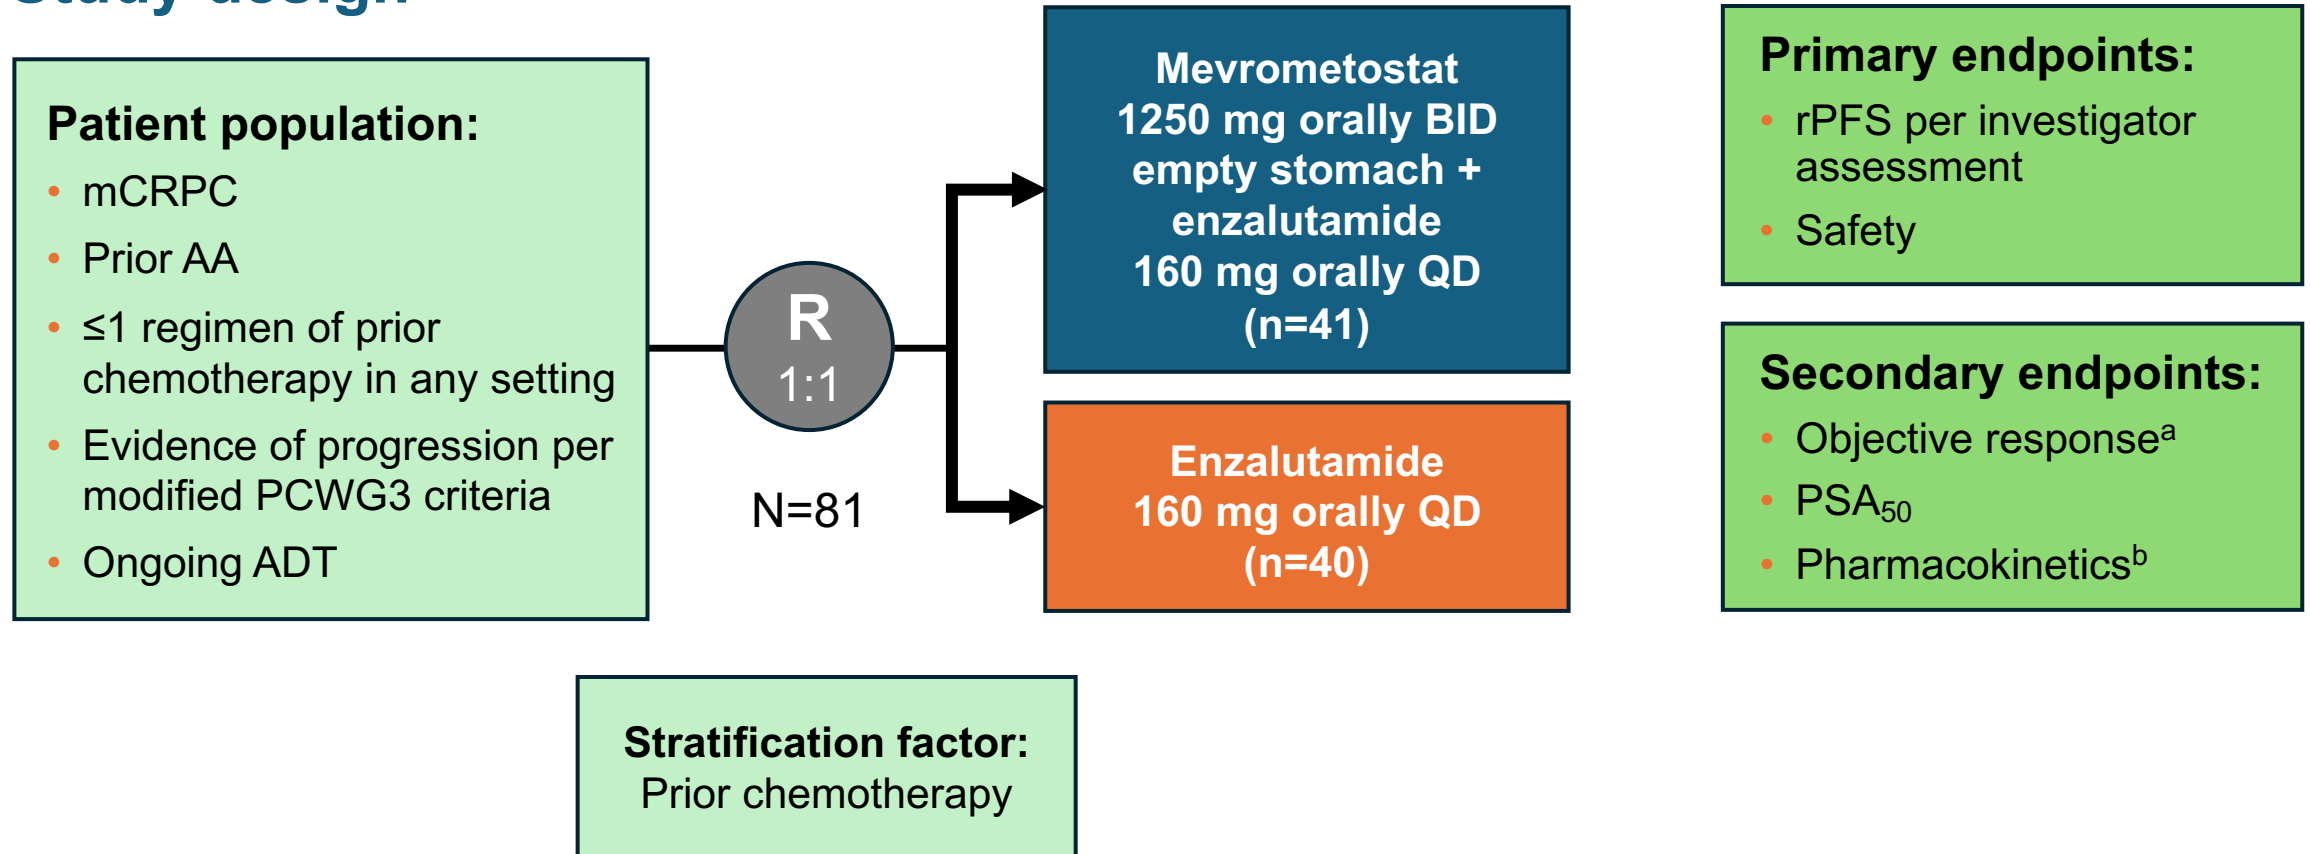 Study design
Patient population:
• mCRPC
• Prior AA
• ≤1 regimen of prior
chemotherapy in any setting
• Evidence of progression per
modified PCWG3 criteria
• Ongoing ADT
R
1:1
N=81
Mevrometostat
1250 mg orally BID
empty stomach +
enzalutamide
160 mg orally QD
(n=41)
Enzalutamide
160 mg orally QD
(n=40)
Stratification factor:
Prior chemotherapy
Primary endpoints:
• rPFS per investigator
assessment
• Safety
Secondary endpoints:
• Objective responseᵃ
• PSA₅₀
• Pharmacokineticsᵇ